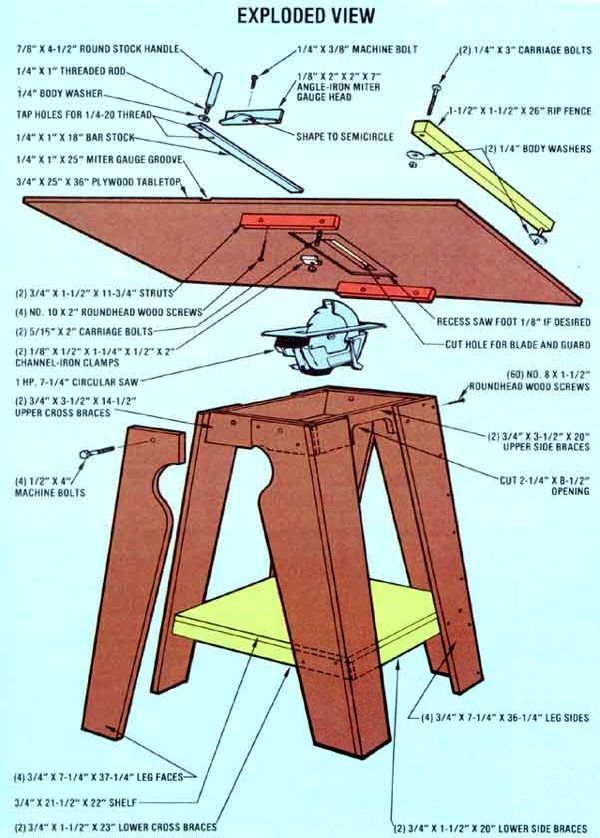 EXPLODED VIEW
7/8" X 4-1/2" ROUND STOCK HANDLE
1/4" X 1" THREADED ROD
1/4" BODY WASHER
TAP HOLES FOR 1/4-20 THREAD
1/4" X 1" X 18" BAR STOCK
1/4" X 1" X 25" MITER GAUGE GROOVE
3/4" X 25" X 36" PLYWOOD TABLETOP
1/4" X 3/8" MACHINE BOLT
1/8" X 2" X 2" X 7"
ANGLE-IRON MITER
GAUGE HEAD
SHAPE TO SEMICIRCLE
(2) 1/4" X 3" CARRIAGE BOLTS
1-1/2" X 1-1/2" X 26" RIP FENCE
(2) 1/4" BODY WASHERS
(2) 3/4" X 1-1/2" X 11-3/4" STRUTS
(4) NO. 10 X 2" ROUNDHEAD WOOD SCREWS
(2) 5/15" X 2" CARRIAGE BOLTS
(2) 1/8" X 1/2" X 1-1/4" X 1/2" X 2"
CHANNEL-IRON CLAMPS
1 HP. 7-1/4" CIRCULAR SAW
(2) 3/4" X 3-1/2" X 14-1/2"
UPPER CROSS BRACES
RECESS SAW FOOT 1/8" IF DESIRED
CUT HOLE FOR BLADE AND GUARD
(60) NO. 8 X 1-1/2"
ROUNDHEAD WOOD SCREWS
(2) 3/4" X 3-1/2" X 20"
UPPER SIDE BRACES
CUT 2-1/4" X 8-1/2"
OPENING
(4) 1/2" X 4"
MACHINE BOLTS
(4) 3/4" X 7-1/4" X 36-1/4" LEG SIDES
(4) 3/4" X 7-1/4" X 37-1/4" LEG FACES
3/4" X 21-1/2" X 22" SHELF
(2) 3/4" X 1-1/2" X 23" LOWER CROSS BRACES
(2) 3/4" X 1-1/2" X 20" LOWER SIDE BRACES